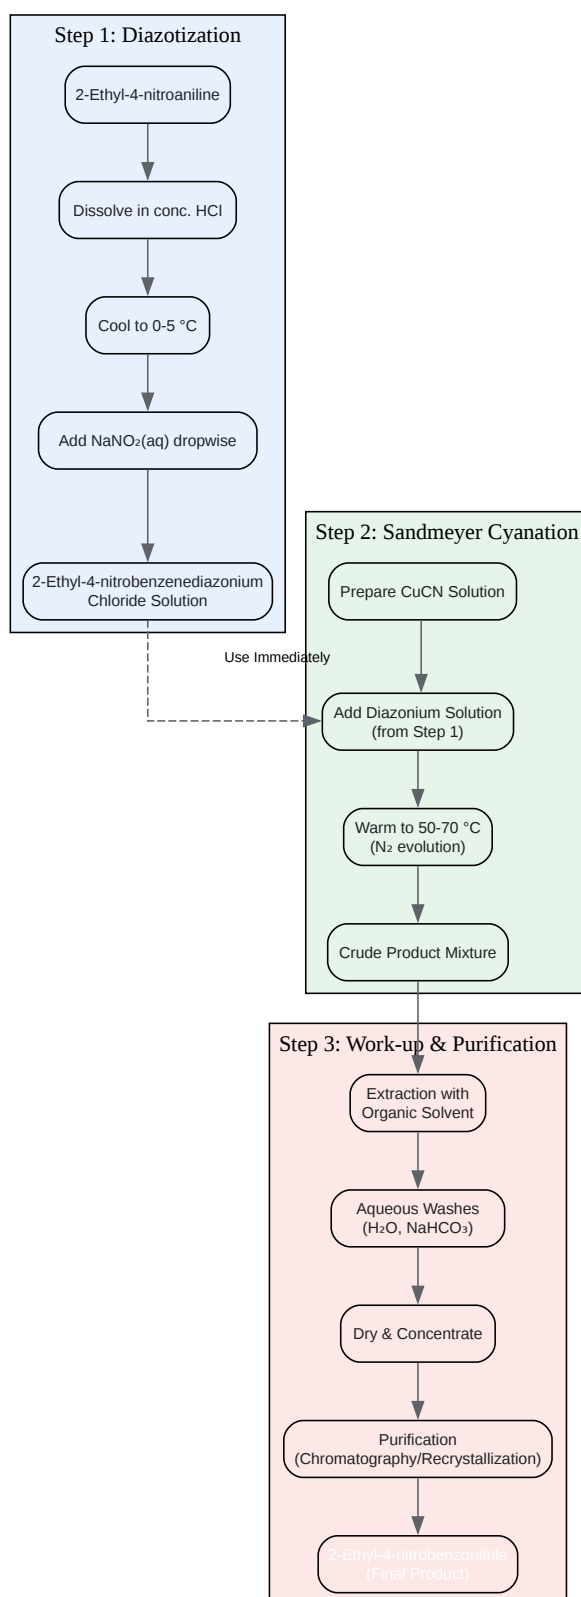 Step 1: Diazotization
2-Ethyl-4-nitroaniline
Dissolve in conc. HCl
Cool to 0-5 °C
Add NaNO₂(aq) dropwise
2-Ethyl-4-nitrobenzenediazonium
Chloride Solution
Use Immediately
Step 2: Sandmeyer Cyanation
Prepare CuCN Solution
Add Diazonium Solution
(from Step 1)
Warm to 50-70 °C
(N₂ evolution)
Crude Product Mixture
Step 3: Work-up & Purification
Extraction with
Organic Solvent
Aqueous Washes
(H₂O, NaHCO₃)
Dry & Concentrate
Purification
(Chromatography/Recrystallization)
2-Ethyl-4-nitrobenzonitrile
(Final Product)